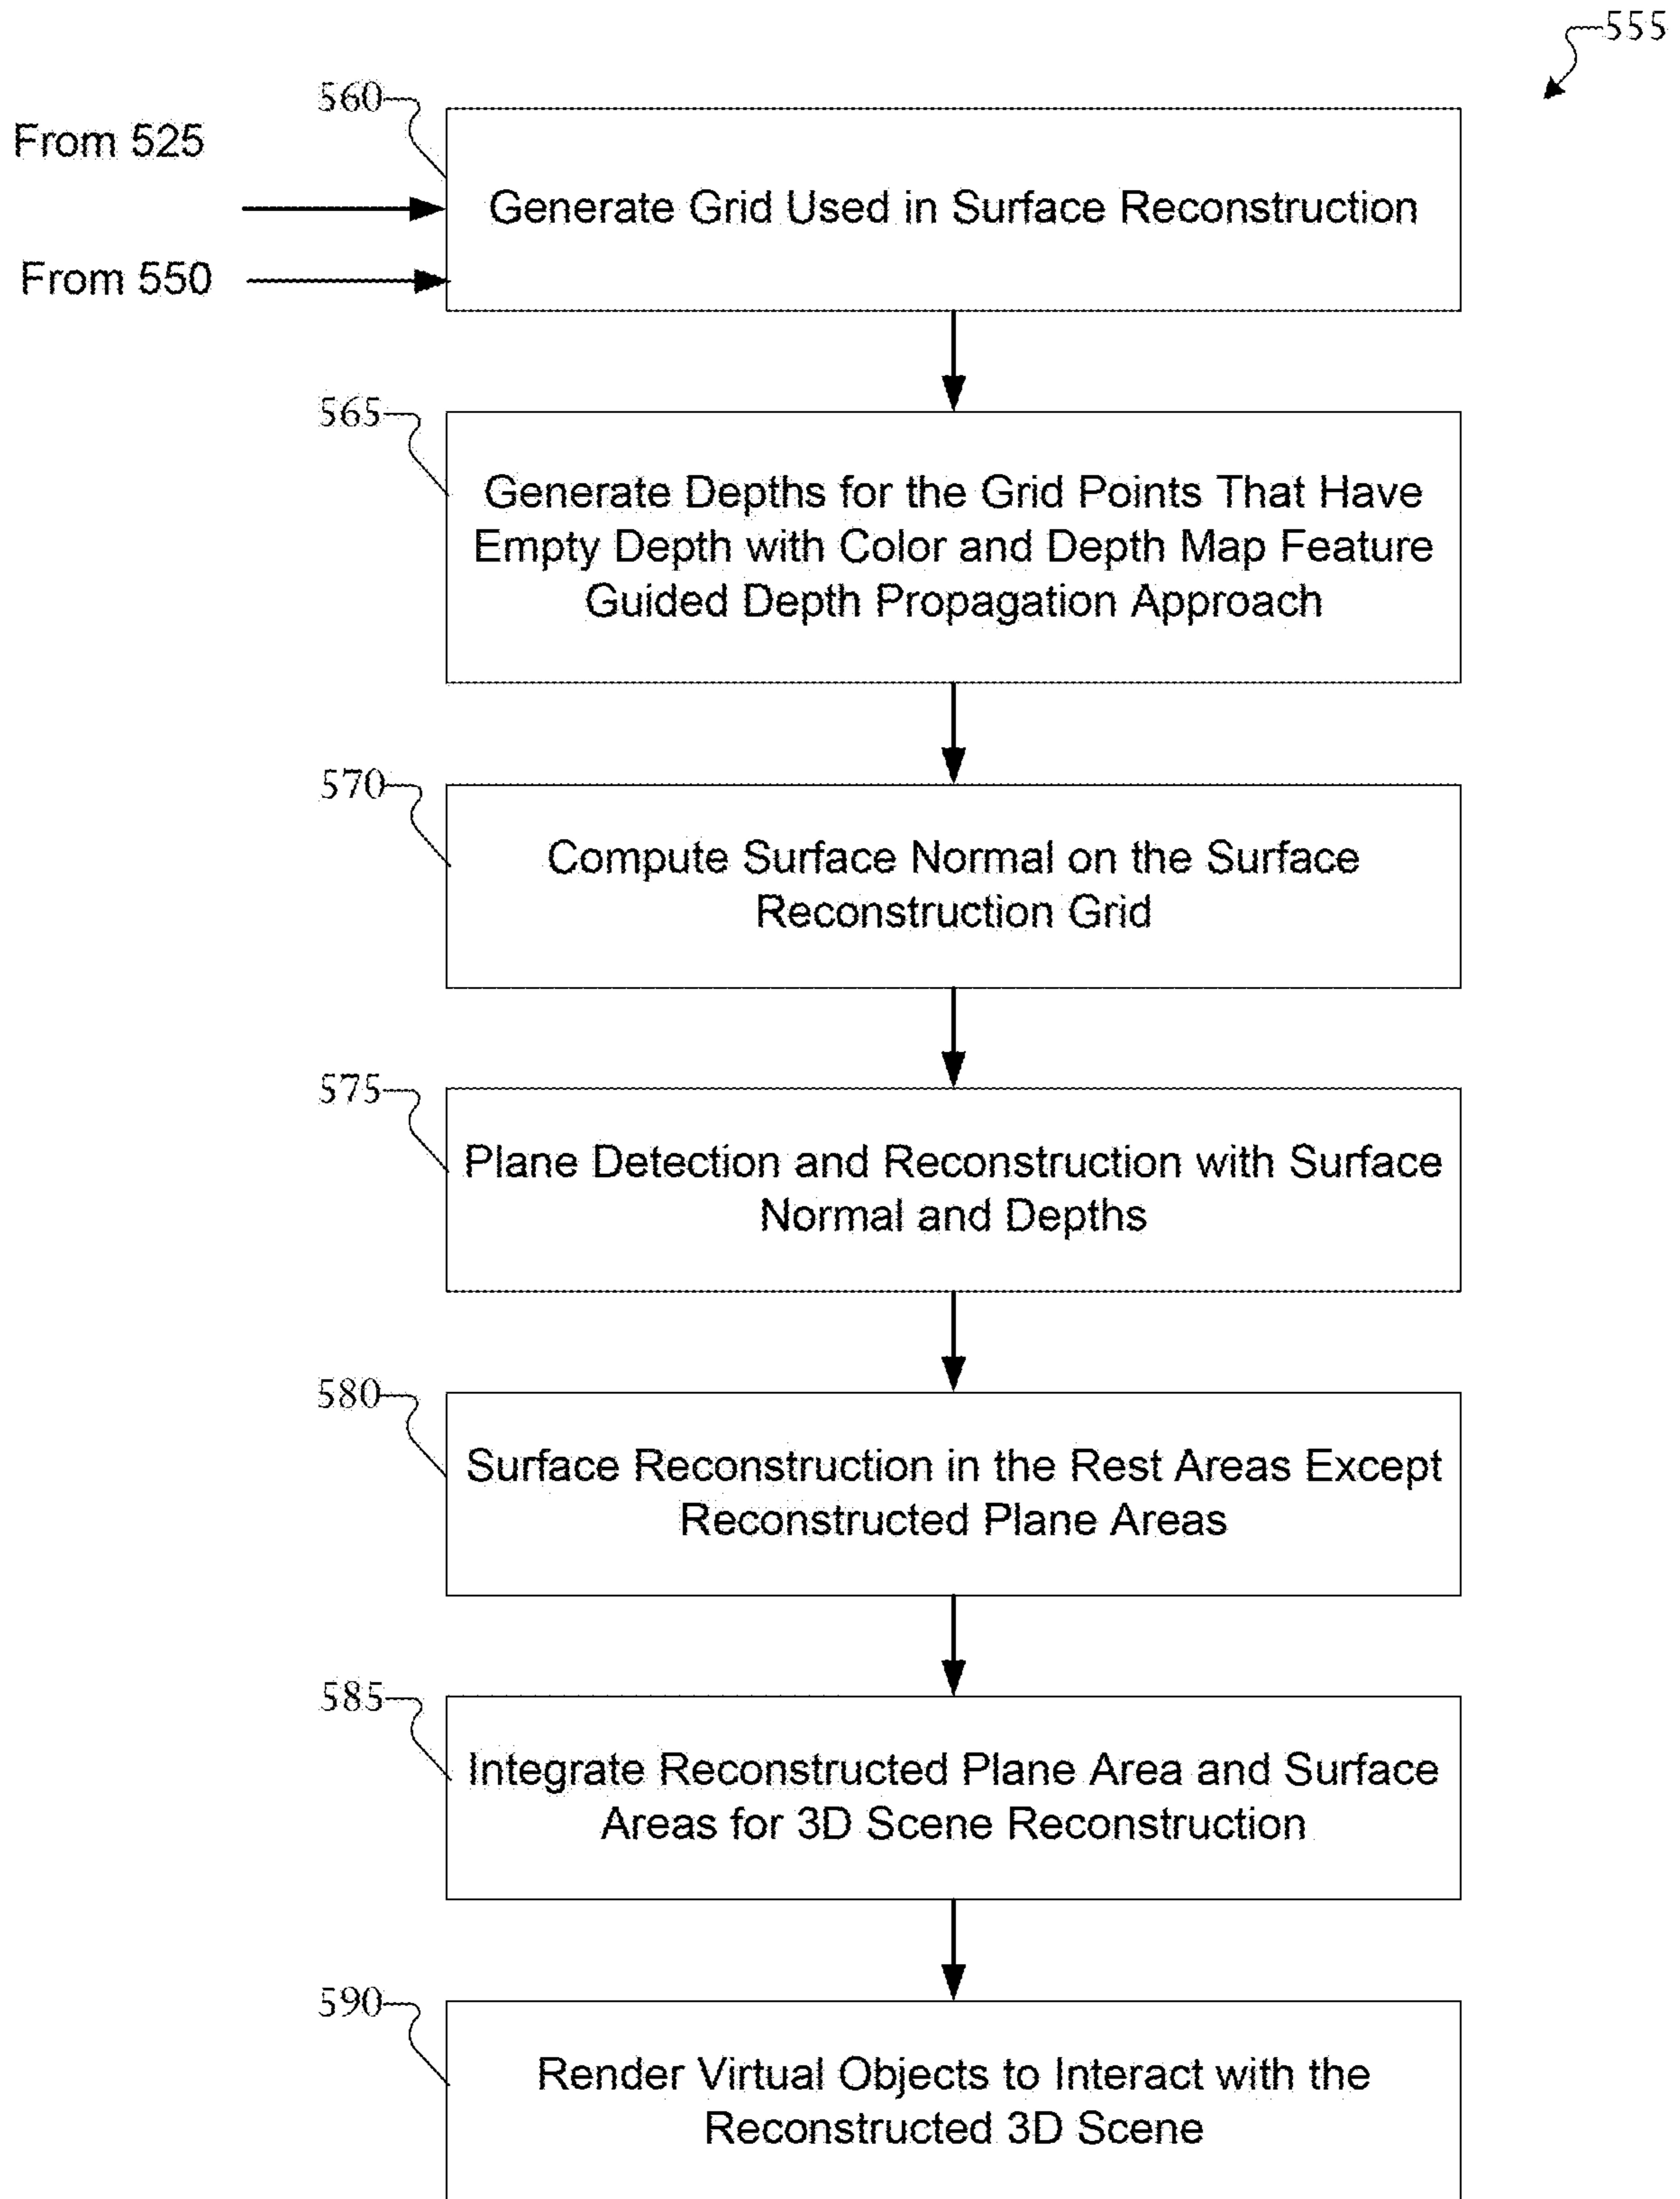 555
560
From 525
Generate Grid Used in Surface Reconstruction
From 550
565
Generate Depths for the Grid Points That Have
Empty Depth with Color and Depth Map Feature
Guided Depth Propagation Approach
570
Compute Surface Normal on the Surface
Reconstruction Grid
575
Plane Detection and Reconstruction with Surface
Normal and Depths
580
Surface Reconstruction in the Rest Areas Except
Reconstructed Plane Areas
585
Integrate Reconstructed Plane Area and Surface
Areas for 3D Scene Reconstruction
590
Render Virtual Objects to Interact with the
Reconstructed 3D Scene